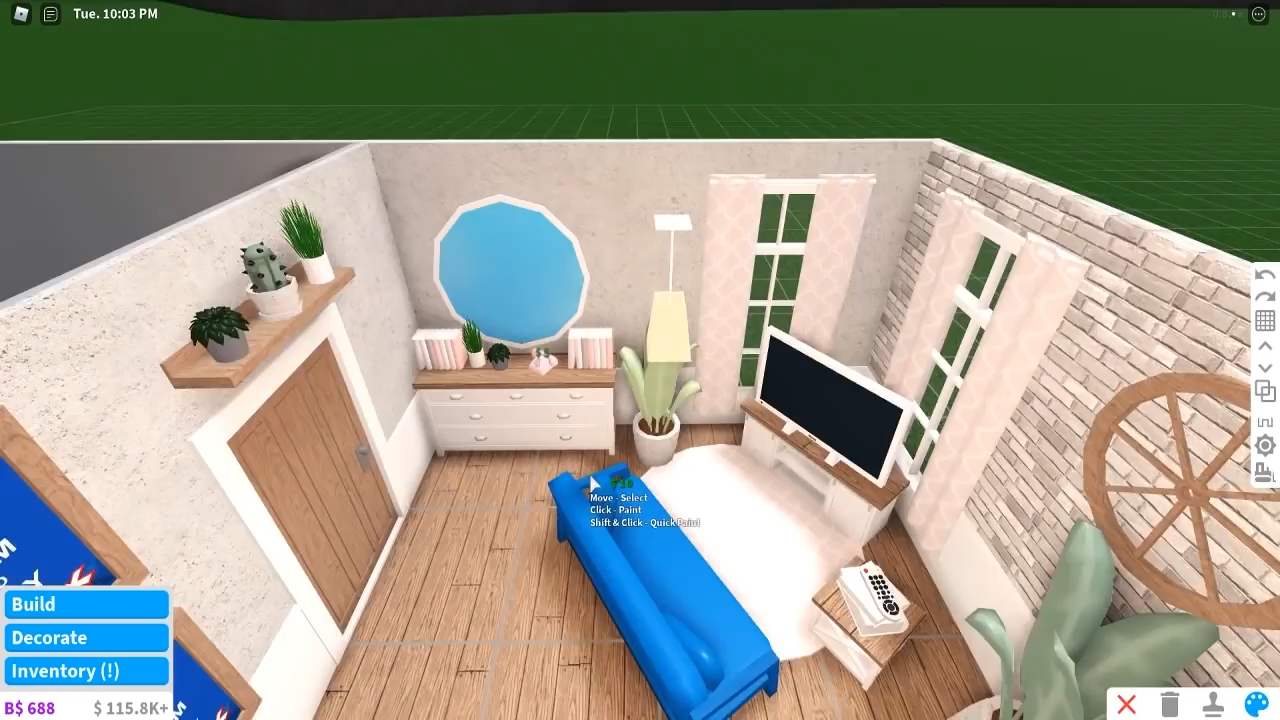 Tue. 10:03 PM
$10
Move - Select
Click - Paint
Shift & Click - Quick Paint
Build
Decorate
Inventory (!)
B$ 688
$ 115.8K+